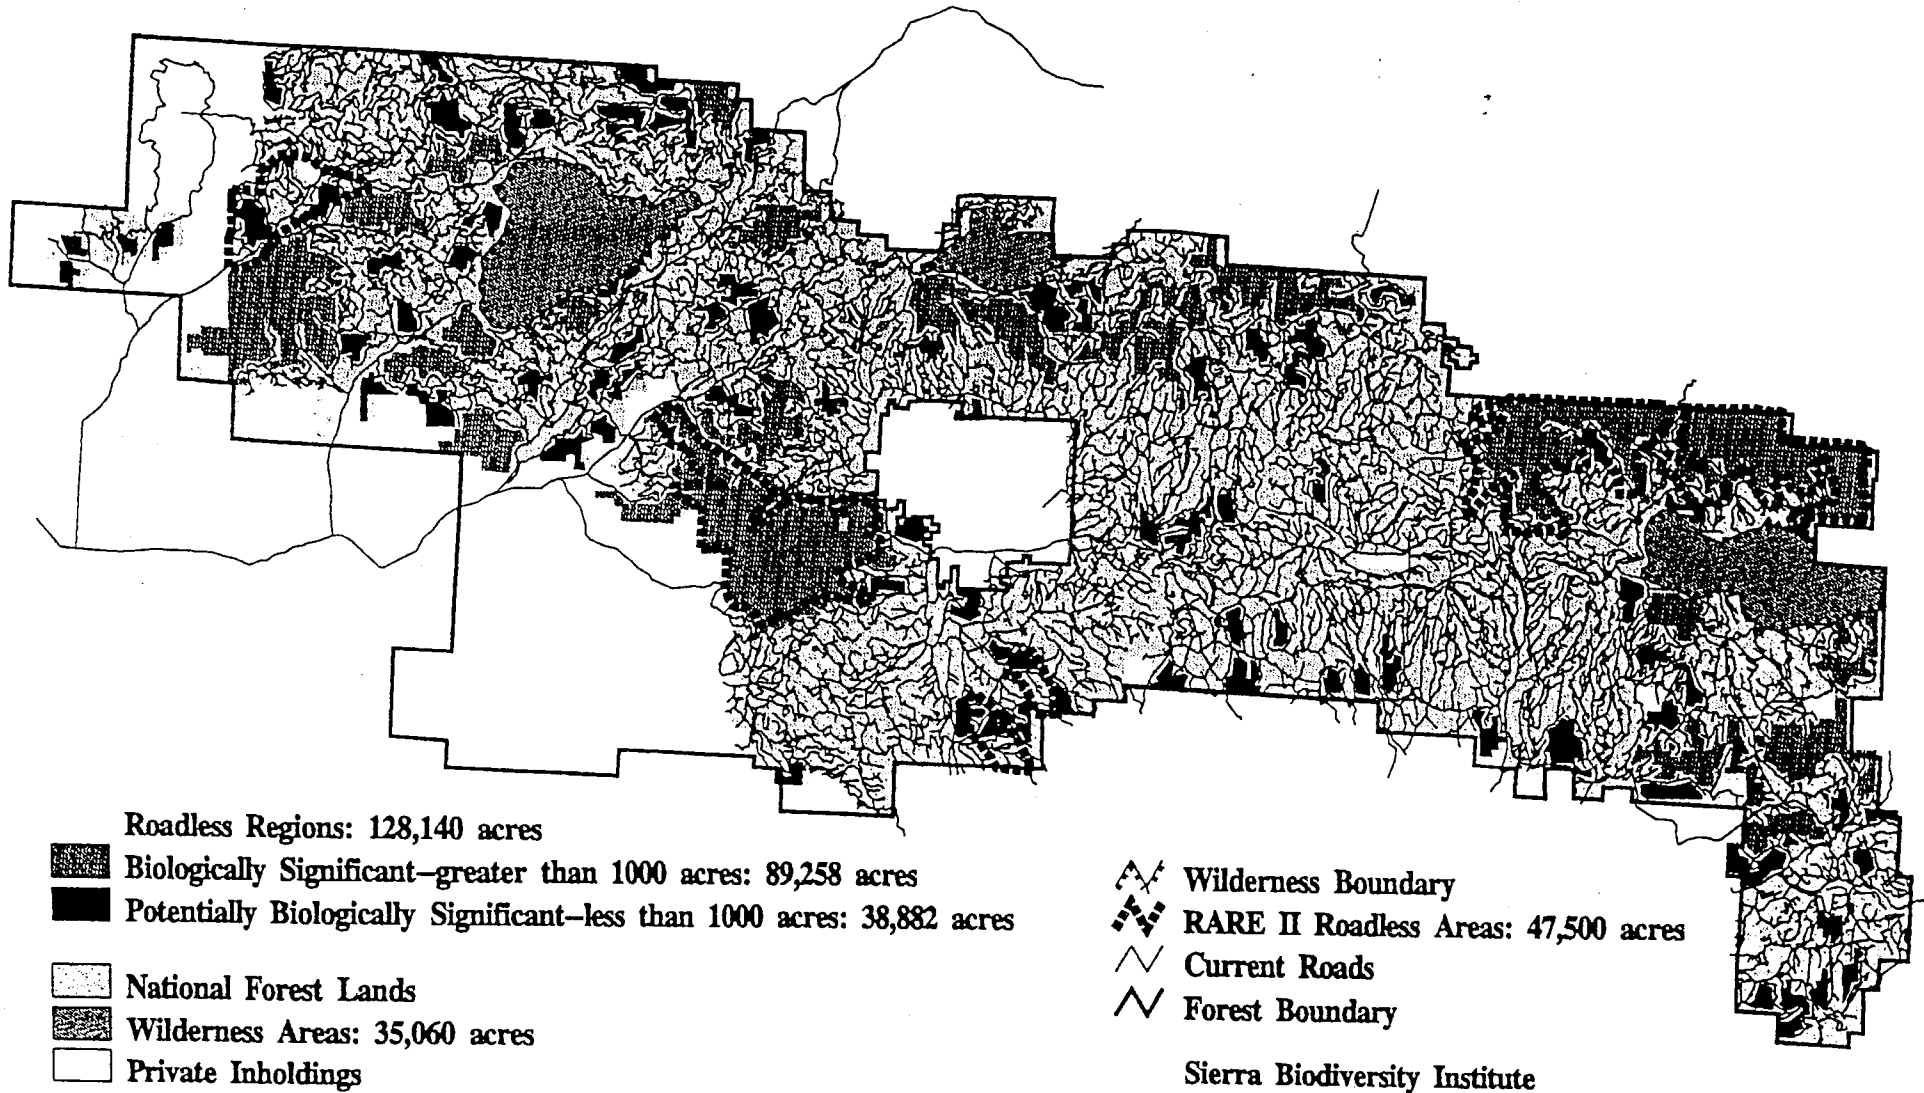 Roadless Regions: 128,140 acres
Biologically Significant–greater than 1000 acres: 89,258 acres
Potentially Biologically Significant–less than 1000 acres: 38,882 acres
National Forest Lands
Wilderness Areas: 35,060 acres
Private Inholdings
Wilderness Boundary
RARE II Roadless Areas: 47,500 acres
Current Roads
Forest Boundary
Sierra Biodiversity Institute